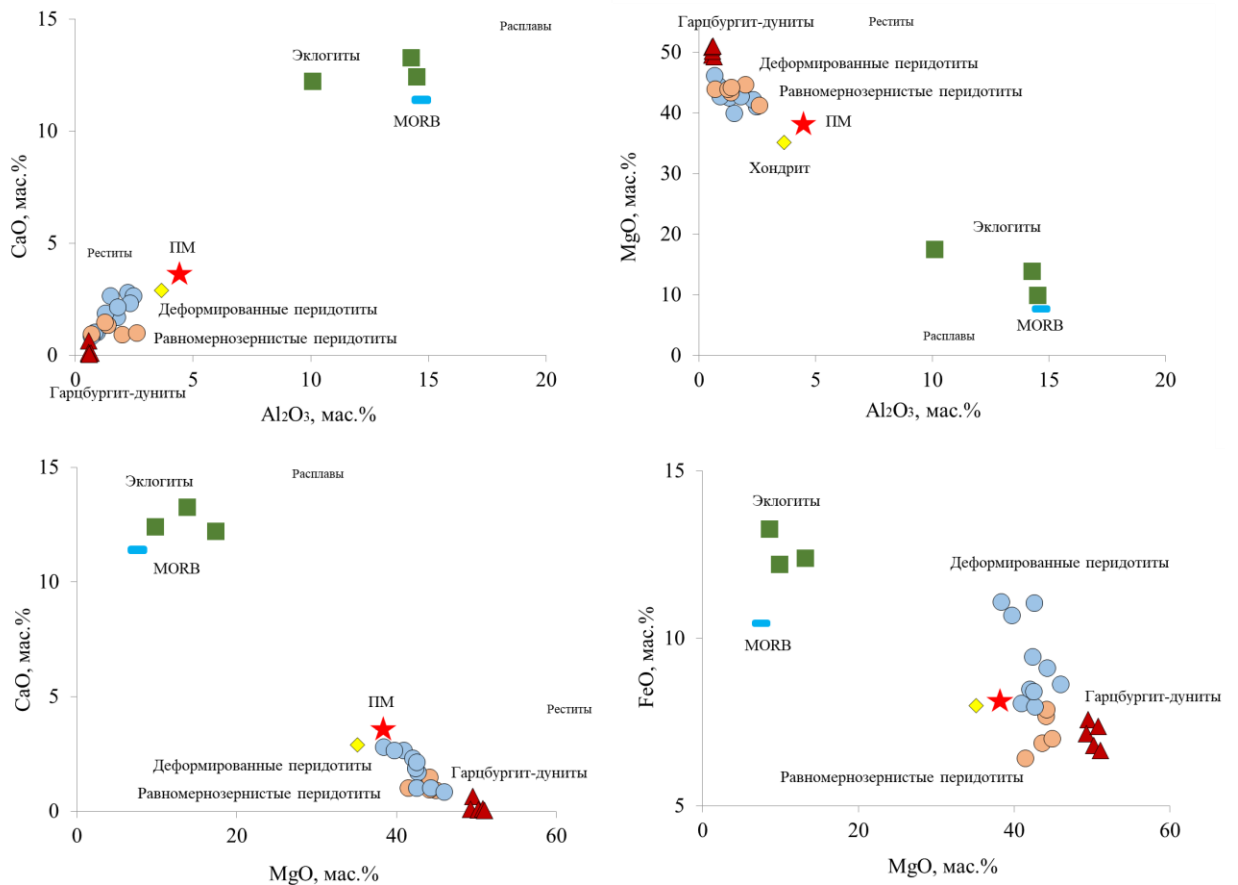 15
Расплавы
Эклогиты
10
MORB
CaO, мас.%
5
Реститы
ПМ
Деформированные перидотиты
Равномернозернистые перидотиты
0
0
5
10
15
20
Гарцбургит-дуниты
Al2O3, мас.%
Гарцбургит-дуниты
Реститы
50
Деформированные перидотиты
Равномернозернистые перидотиты
40
ПМ
Хондрит
30
MgO, мас.%
Эклогиты
20
10
MORB
Расплавы
0
0
5
10
15
20
Al2O3, мас.%
15
Расплавы
Эклогиты
10
MORB
CaO, мас.%
5
ПМ
Реститы
Деформированные перидотиты
Гарцбургит-дуниты
Равномернозернистые перидотиты
0
0
20
40
60
MgO, мас.%
15
Эклогиты
Деформированные перидотиты
10
MORB
FeO, мас.%
Гарцбургит-дуниты
Равномернозернистые перидотиты
5
0
20
40
60
MgO, мас.%